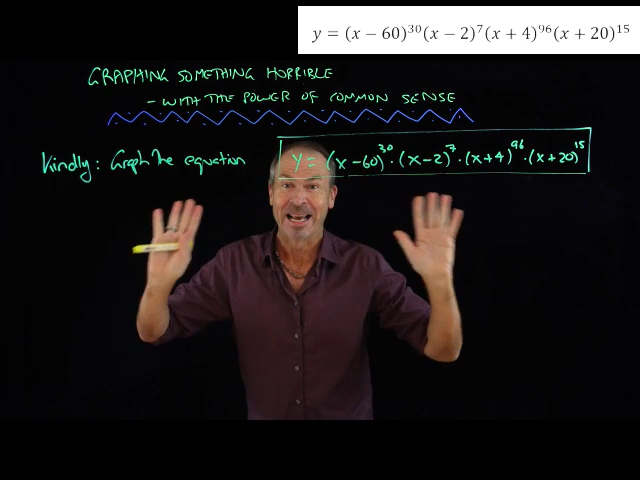 y = (x − 60)³⁰(x − 2)⁷(x + 4)⁹⁶(x + 20)¹⁵
GRAPHING SOMETHING HORRIBLE
- WITH THE POWER OF COMMON SENSE
Kindly: Graph the equation y = (x-60)³⁰·(x-2)⁷·(x+4)⁹⁶·(x+20)¹⁵